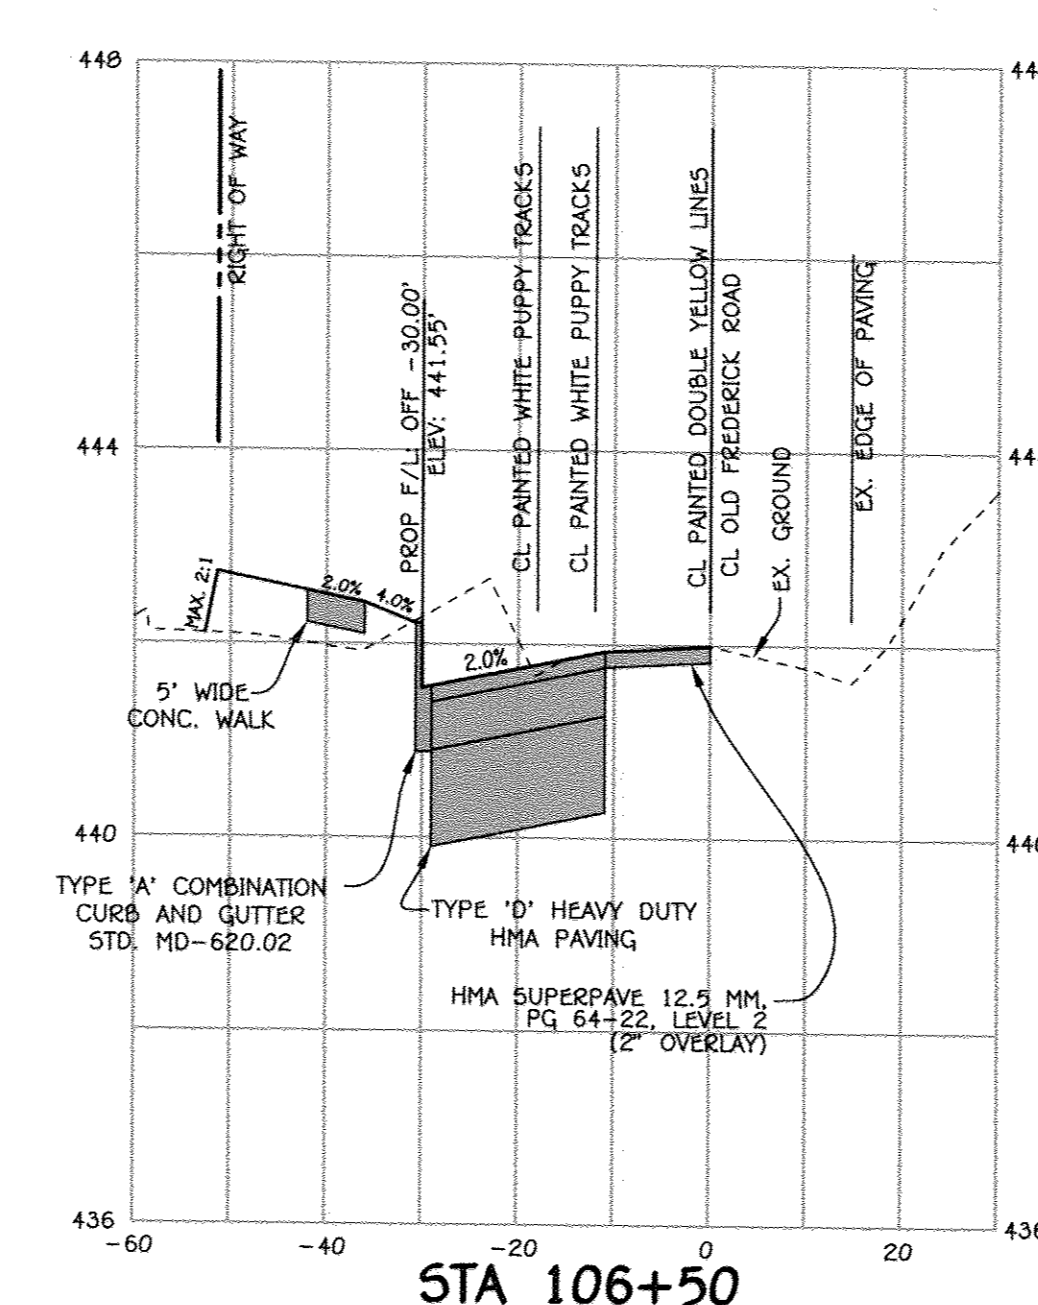 448
RIGHT OF WAY
PROP F/L: OFF -30.00'
ELEV: 441.55'
CL PAINTED WHITE PUPPY TRACKS
CL PAINTED WHITE PUPPY TRACKS
CL PAINTED DOUBLE YELLOW LINES
CL OLD FREDERICK ROAD
EX. GROUND
EX. EDGE OF PAVING
444
MAX. 2:1
2.0%
4.0%
2.0%
5' WIDE
CONC. WALK
440
TYPE 'A' COMBINATION
CURB AND GUTTER
STD. MD-620.02
TYPE 'D' HEAVY DUTY
HMA PAVING
HMA SUPERPAVE 12.5 MM,
PG 64-22, LEVEL 2
(2" OVERLAY)
436
-60
-40
-20
0
20
STA 106+50